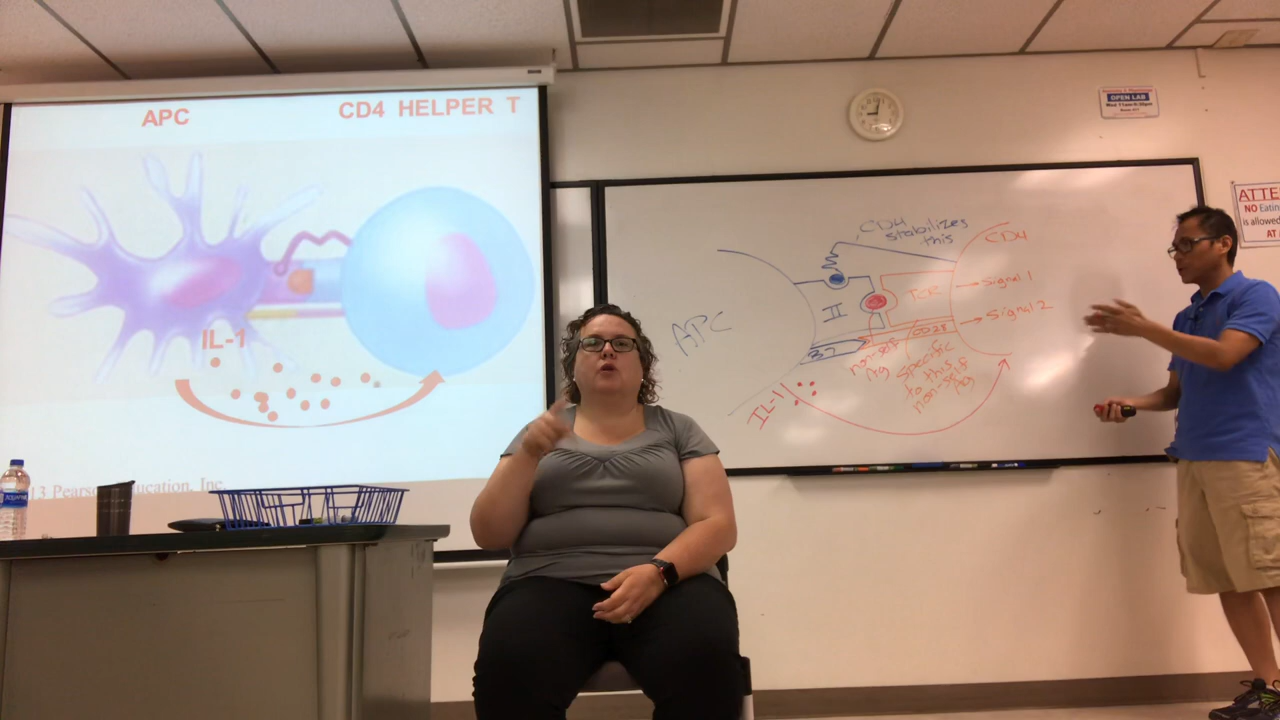 APC
CD4 HELPER T
IL-1
13 Pearson Education, Inc.
OPEN LAB
ATTE
NO Eatin
is allowed
AT
CD4
stabilizes
this
CD4
APC
II
TCR
Signal 1
Signal 2
B7
CD28
non-self
Ag
Specific
to this
non-self
Ag
IL-1